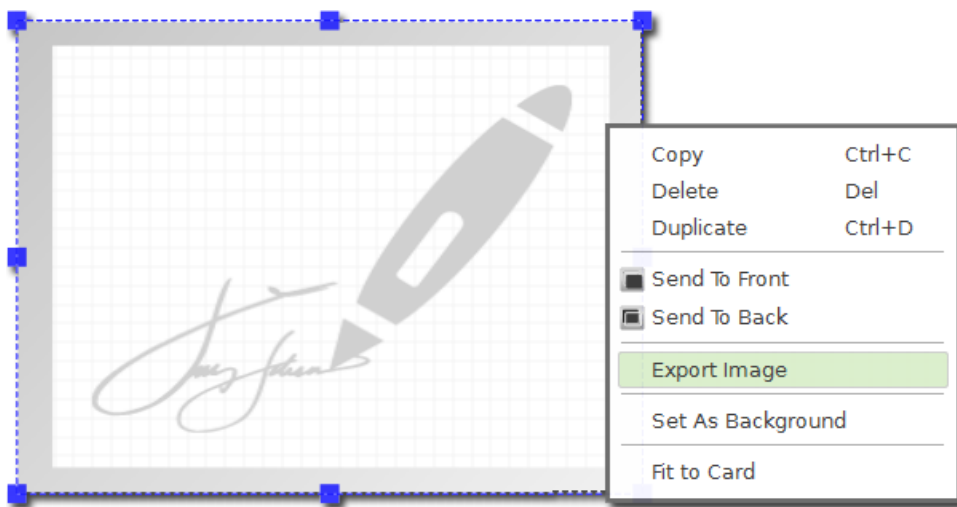 Copy Ctrl+C
Delete Del
Duplicate Ctrl+D
Send To Front
Send To Back
Export Image
Set As Background
Fit to Card